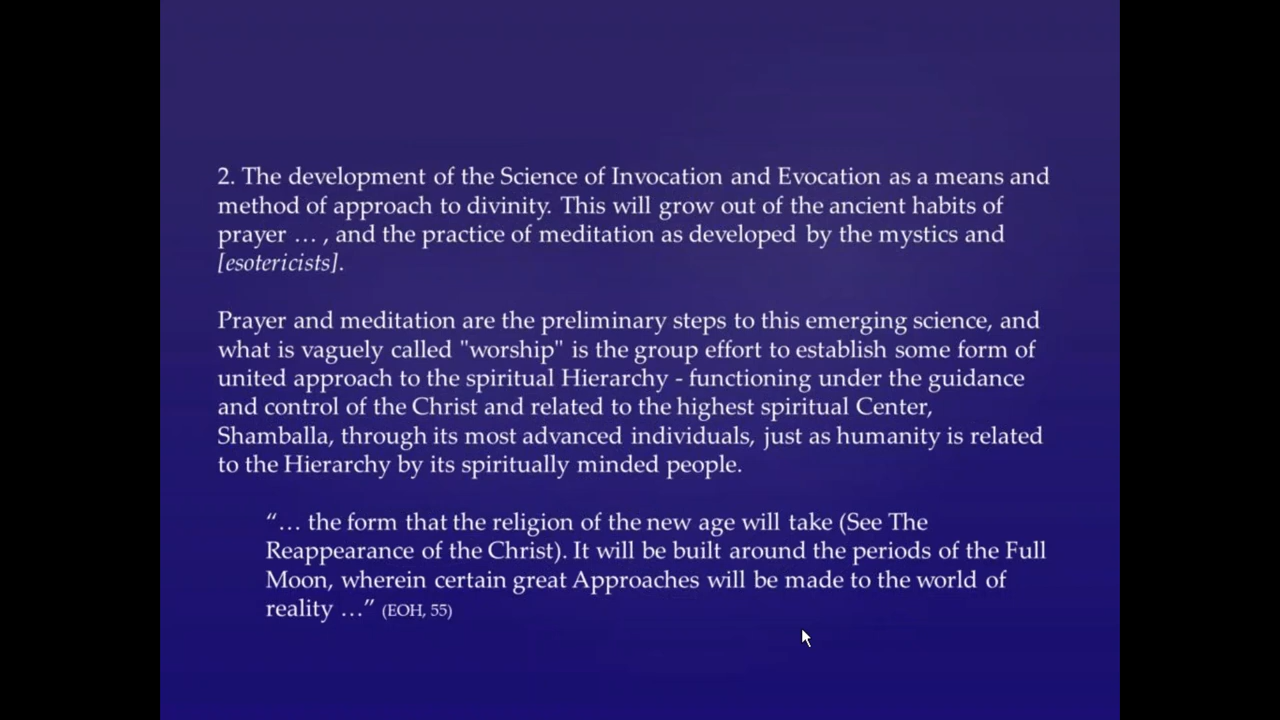 2. The development of the Science of Invocation and Evocation as a means and
method of approach to divinity. This will grow out of the ancient habits of
prayer … , and the practice of meditation as developed by the mystics and
[esotericists].
Prayer and meditation are the preliminary steps to this emerging science, and
what is vaguely called "worship" is the group effort to establish some form of
united approach to the spiritual Hierarchy - functioning under the guidance
and control of the Christ and related to the highest spiritual Center,
Shamballa, through its most advanced individuals, just as humanity is related
to the Hierarchy by its spiritually minded people.
“… the form that the religion of the new age will take (See The
Reappearance of the Christ). It will be built around the periods of the Full
Moon, wherein certain great Approaches will be made to the world of
reality …” (EOH, 55)